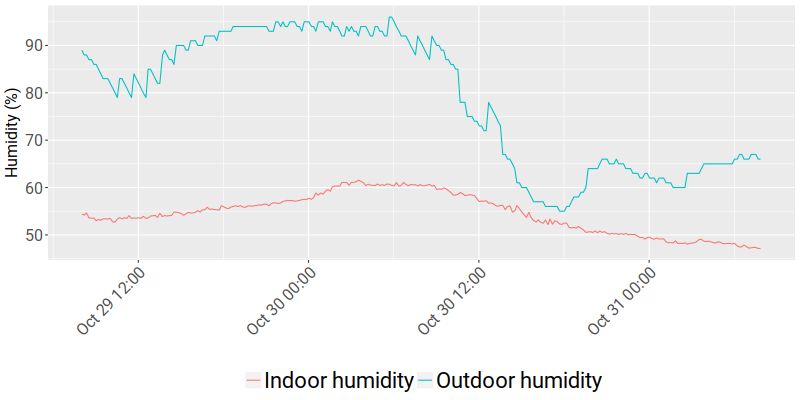 Humidity (%)
90
80
70
60
50
Oct 29 12:00
Oct 30 00:00
Oct 30 12:00
Oct 31 00:00
Indoor humidity
Outdoor humidity